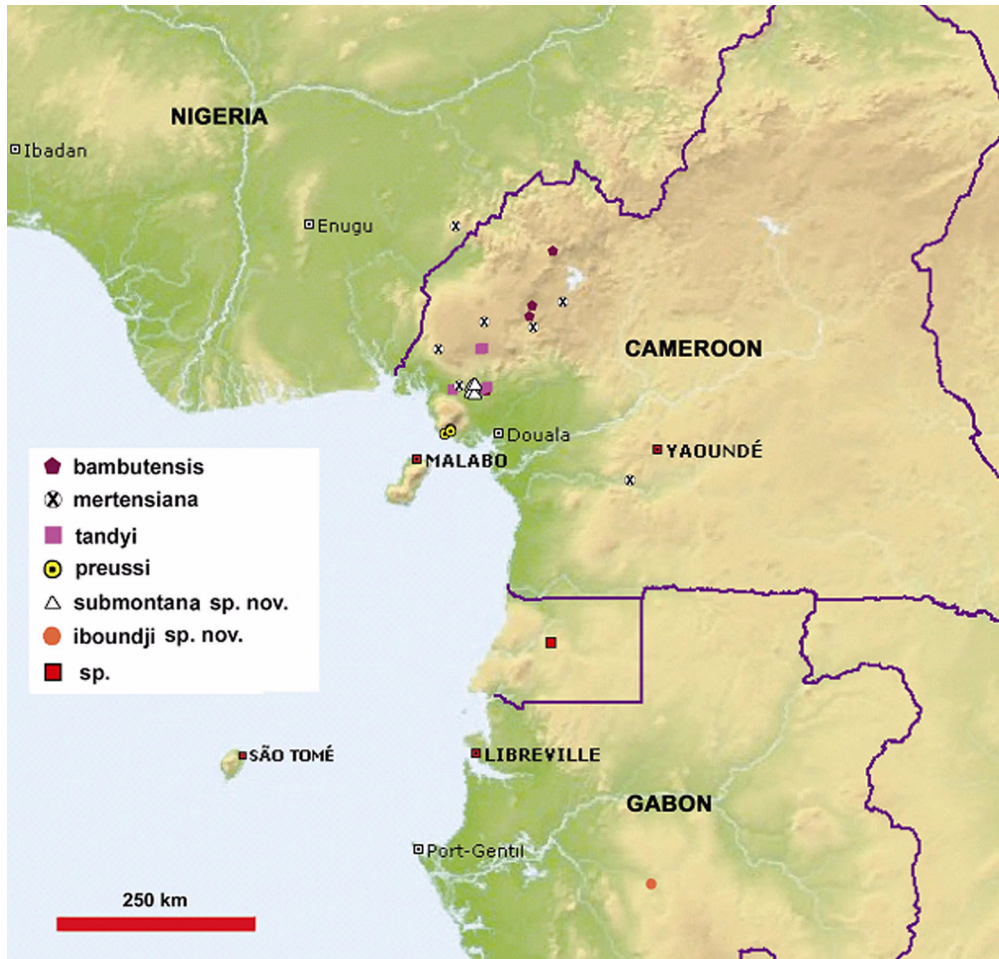 NIGERIA
Ibadan
Enugu
CAMEROON
Douala
YAOUNDÉ
MALABO
bambutensis
mertensiana
tandyi
preussi
submontana sp. nov.
iboundji sp. nov.
sp.
SÃO TOMÉ
LIBREVILLE
GABON
Port-Gentil
250 km